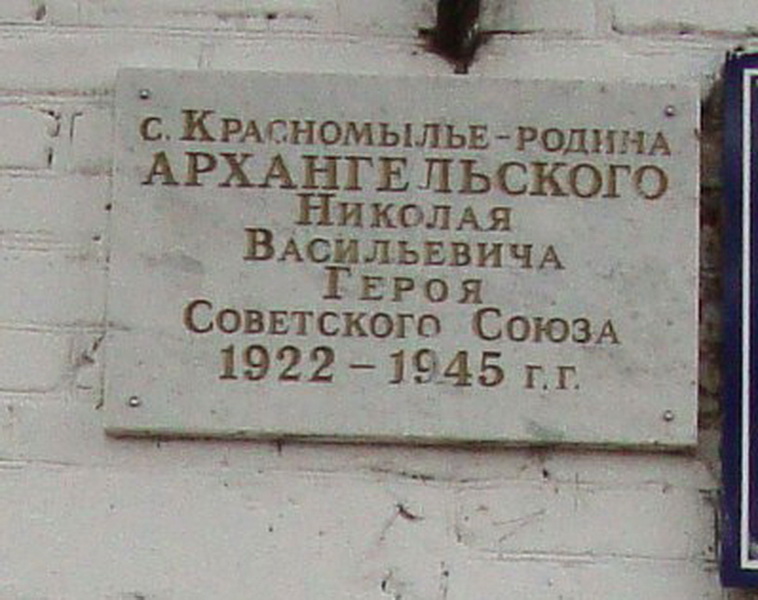 с. Красномылье - родина
АРХАНГЕЛЬСКОГО
Николая
Васильевича
Героя
Советского Союза
1922 - 1945 г.г.